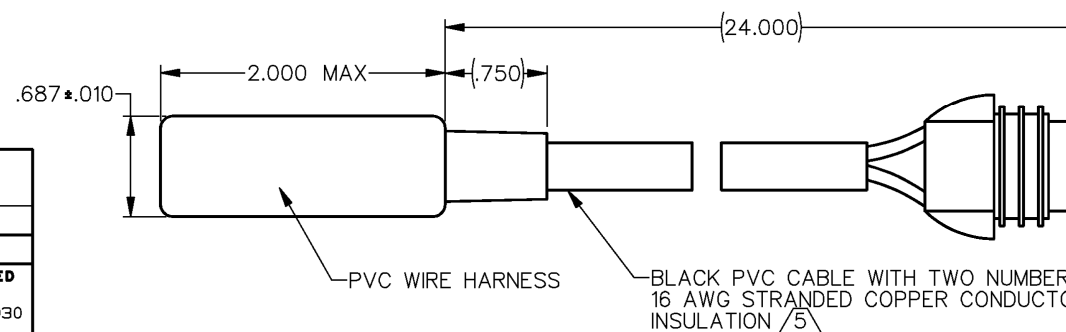 (24.000)
2.000 MAX
(.750)
.687±.010
PVC WIRE HARNESS
BLACK PVC CABLE WITH TWO NUMBER
16 AWG STRANDED COPPER
INSULATION 5